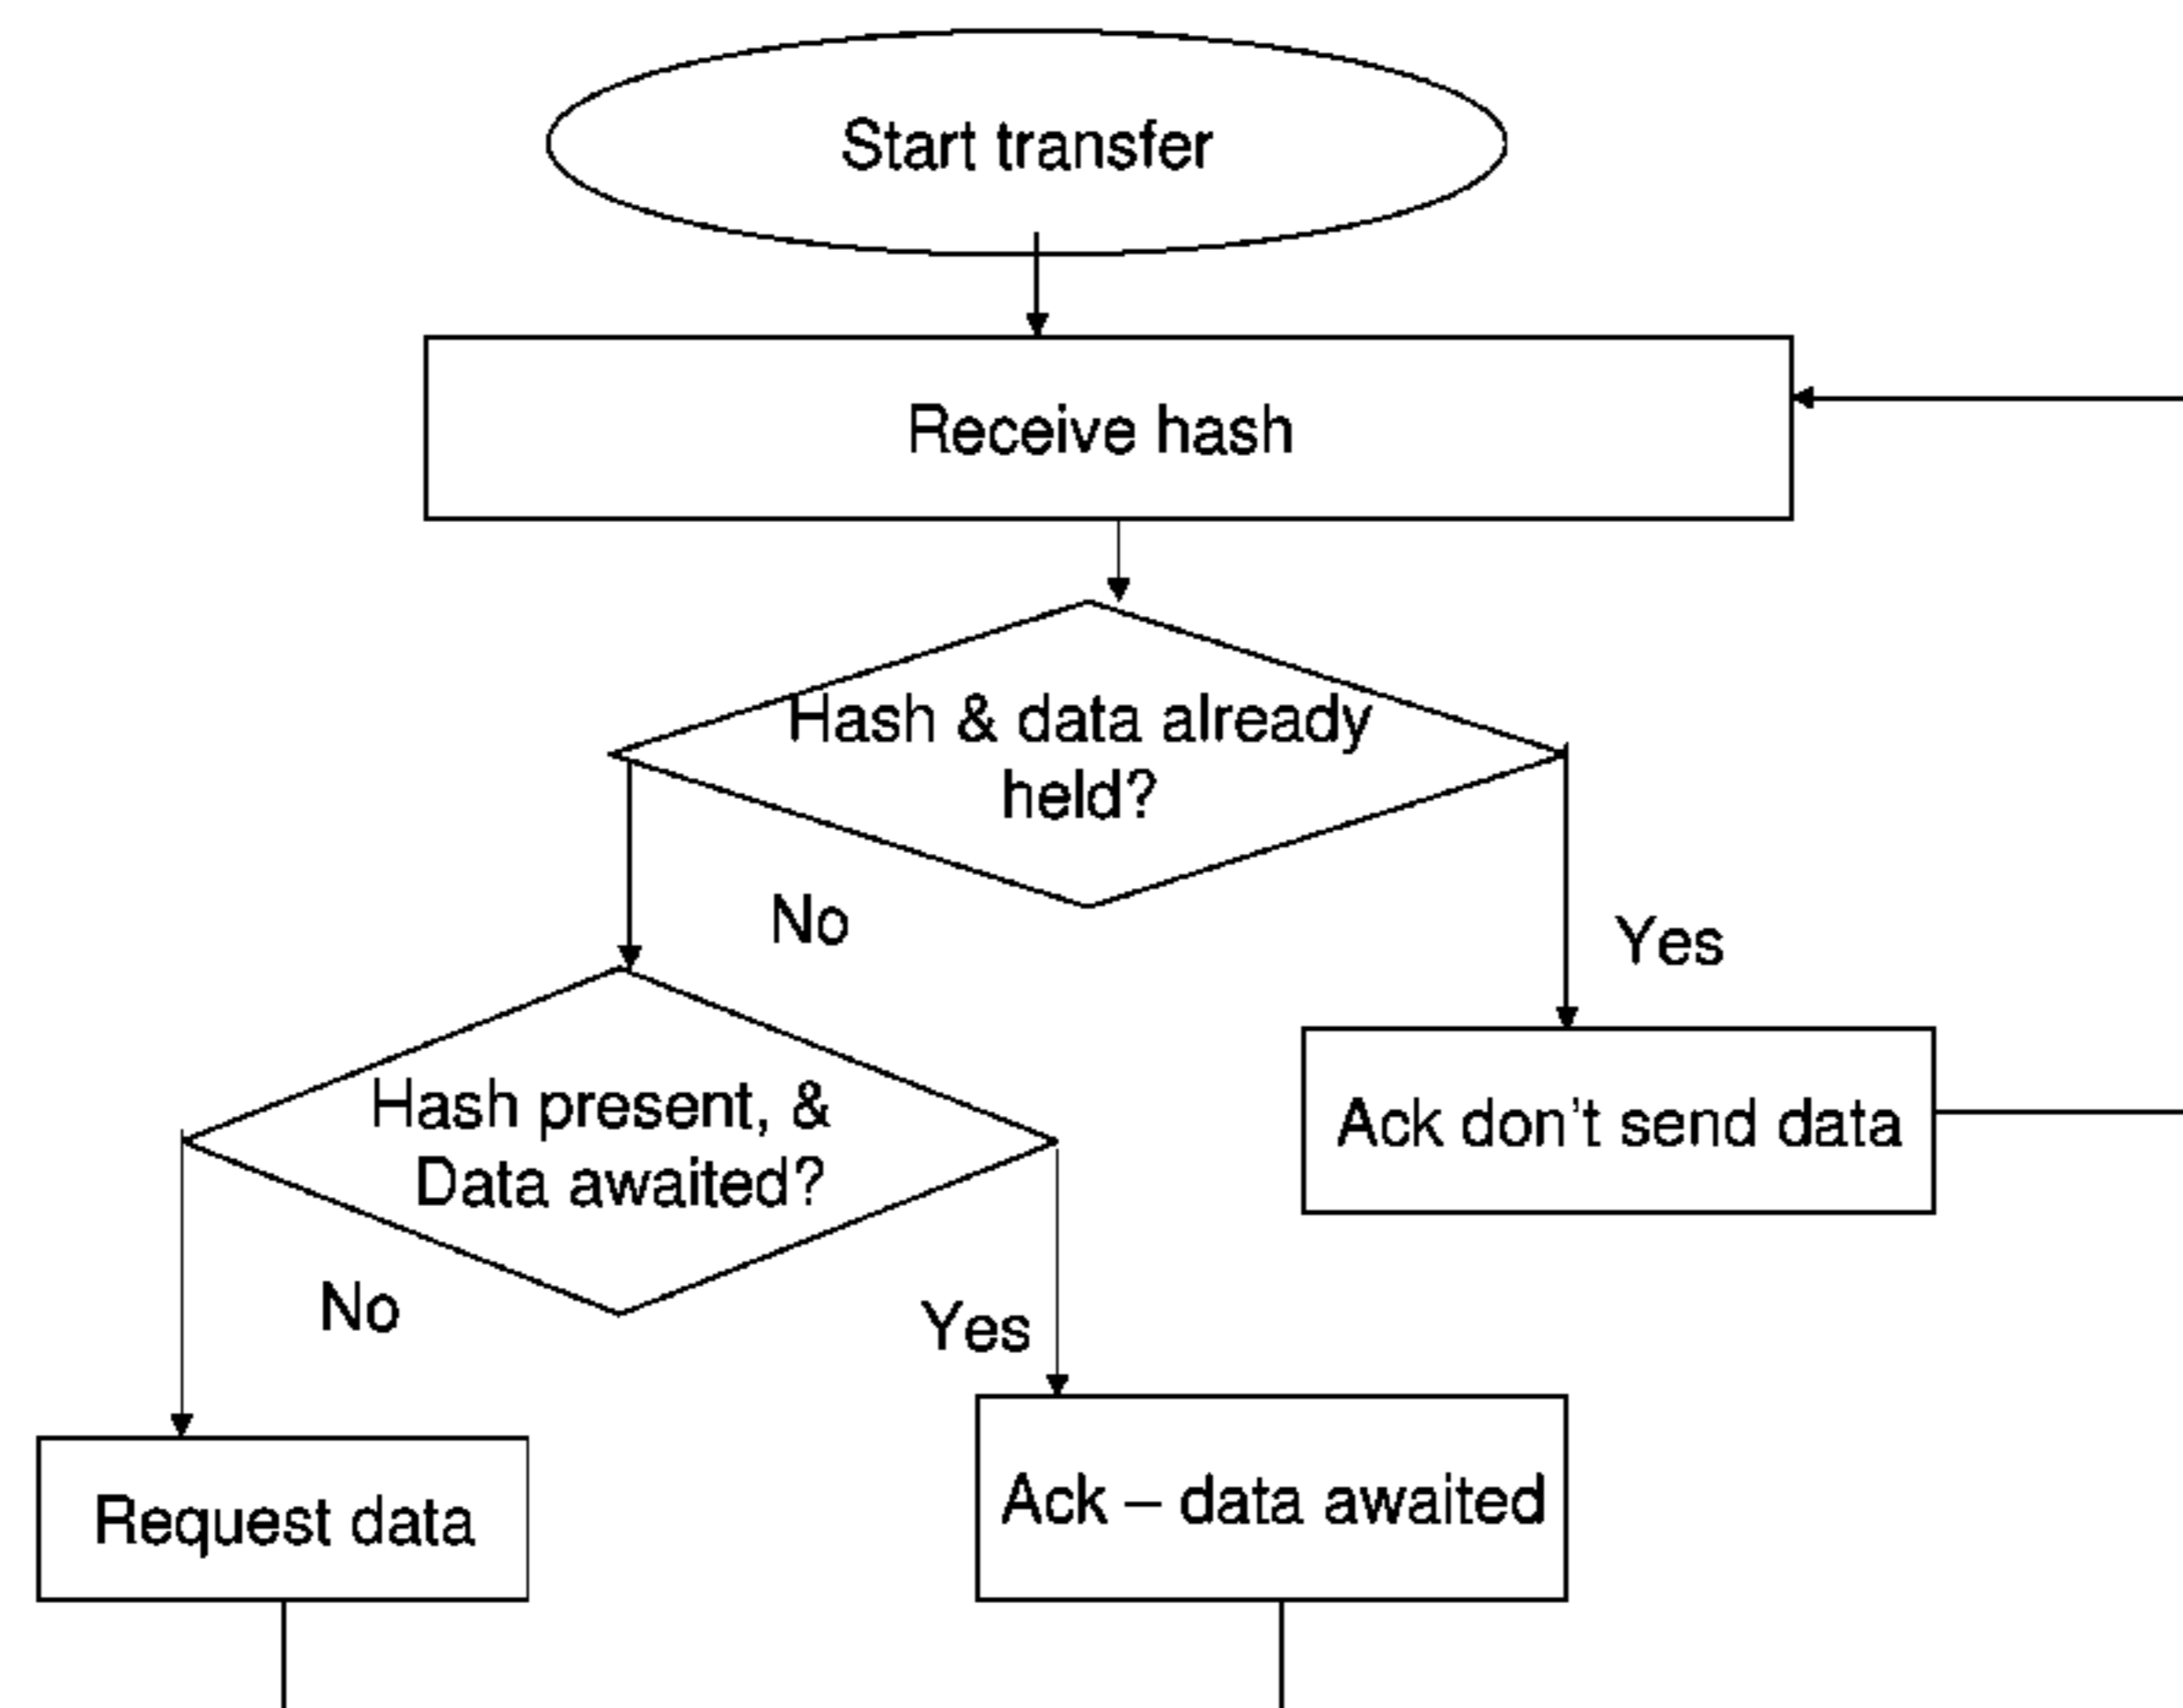 Start transfer
Receive hash
Hash & data already
held?
No
Yes
Hash present, &
Data awaited?
Ack don't send data
No
Yes
Request data
Ack – data awaited